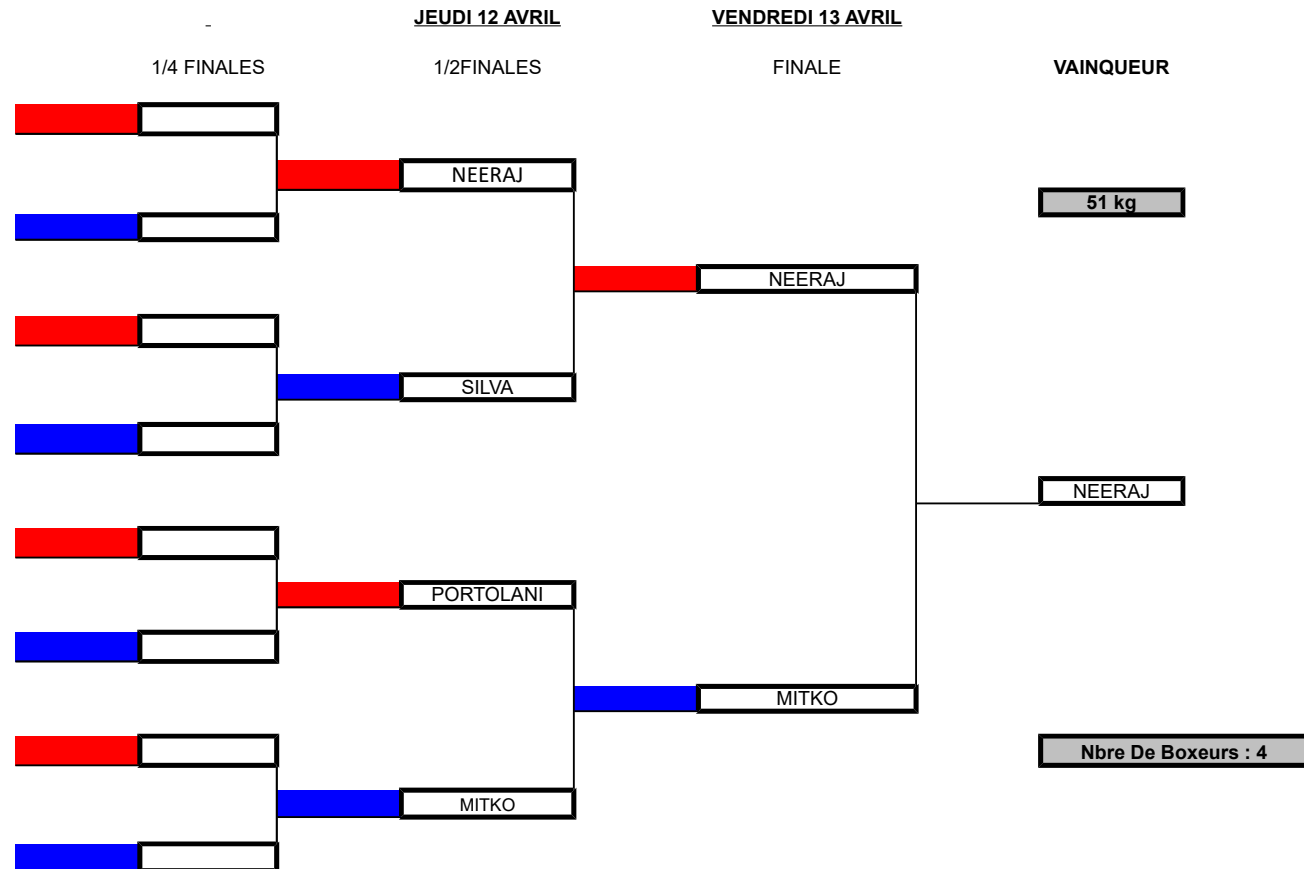 JEUDI 12 AVRIL
VENDREDI 13 AVRIL
1/4 FINALES
1/2FINALES
FINALE
VAINQUEUR
NEERAJ
51 kg
NEERAJ
SILVA
NEERAJ
PORTOLANI
MITKO
Nbre De Boxeurs : 4
MITKO